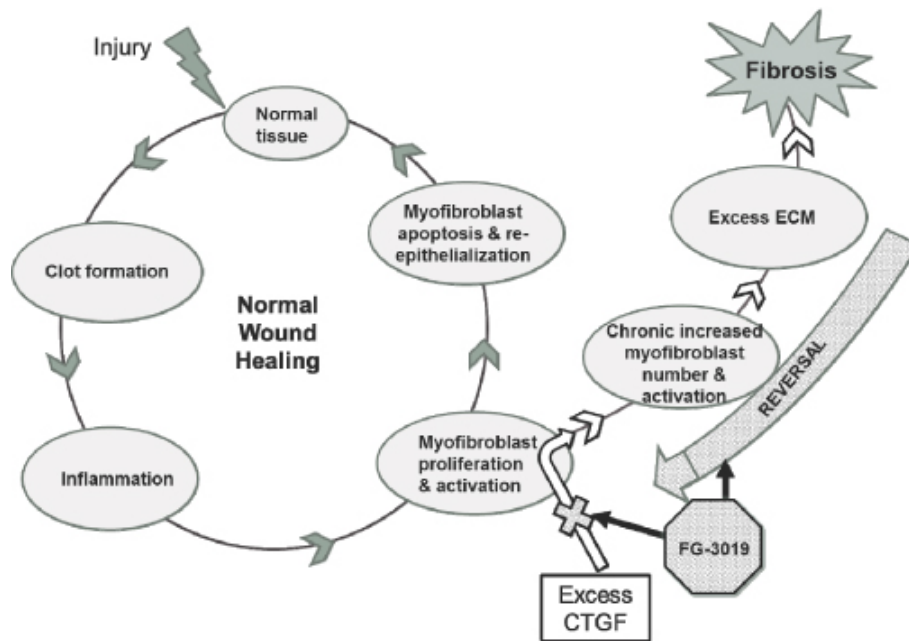 Injury
Normal
tissue
Clot formation
Inflammation
Myofibroblast
proliferation
& activation
Myofibroblast
apoptosis & re-
epithelialization
Normal
Wound
Healing
Excess
CTGF
FG-3019
REVERSAL
Chronic increased
myofibroblast
number &
activation
Excess ECM
Fibrosis